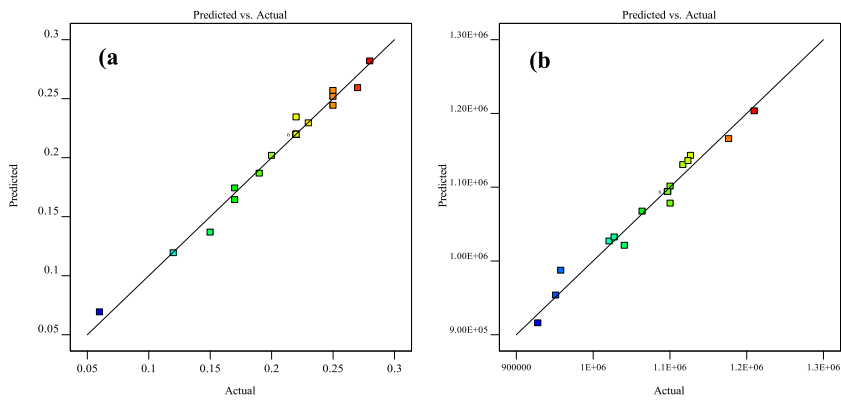 Predicted vs. Actual
(a
0.3
0.25
0.2
0.15
0.1
0.05
Predicted
6
0.05 0.1 0.15 0.2 0.25 0.3
Actual
Predicted vs. Actual
(b
1.30E+06
1.20E+06
1.10E+06
1.00E+06
9.00E+05
Predicted
6
900000 1E+06 1.1E+06 1.2E+06 1.3E+06
Actual